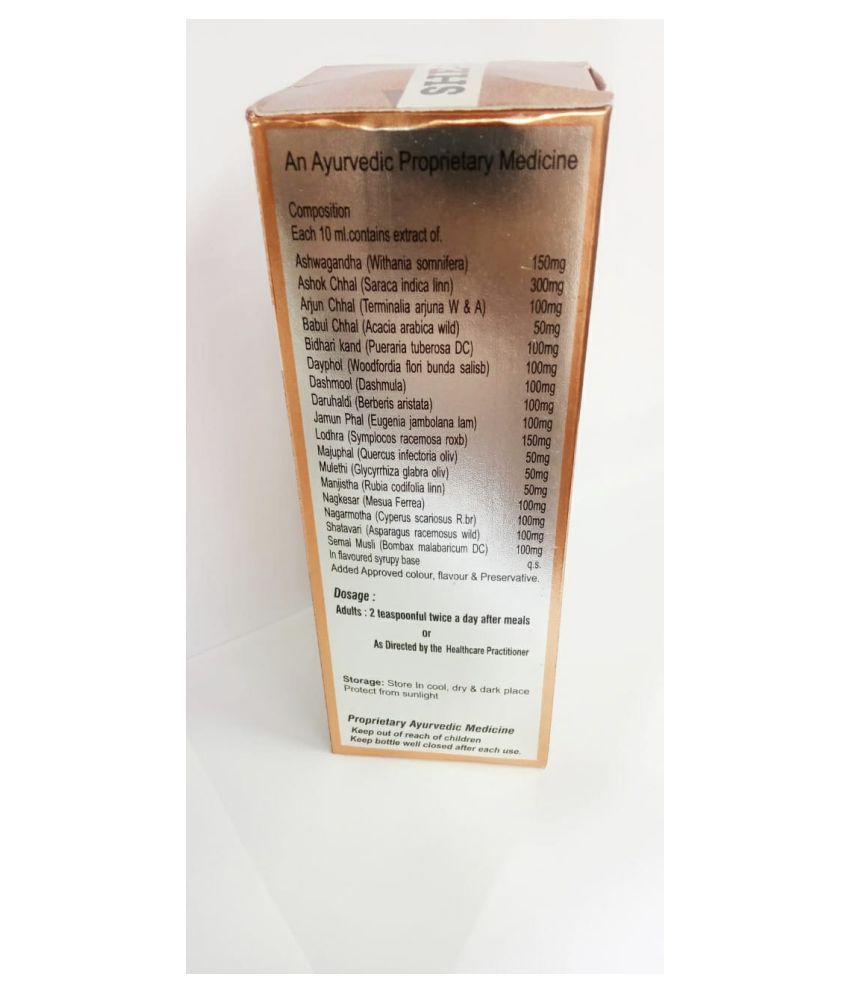 SHE
An Ayurvedic Proprietary Medicine
Composition
Each 10 ml.contains extract of.
Ashwagandha (Withania somnifera) 150mg
Ashok Chhal (Saraca indica linn) 300mg
Arjun Chhal (Terminalia arjuna W & A) 100mg
Babul Chhal (Acacia arabica wild) 50mg
Bidhari kand (Pueraria tuberosa DC) 100mg
Dayphol (Woodfordia flori bunda salisb) 100mg
Dashmool (Dashmula) 100mg
Daruhaldi (Berberis aristata) 100mg
Jamun Phal (Eugenia jambolana lam) 100mg
Lodhra (Symplocos racemosa roxb) 150mg
Majuphal (Quercus infectoria oliv) 50mg
Mulethi (Glycyrrhiza glabra oliv) 50mg
Manjistha (Rubia codifolia linn) 50mg
Nagkesar (Mesua Ferrea) 100mg
Nagarmotha (Cyperus scariosus R.br) 100mg
Shatavari (Asparagus racemosus wild) 100mg
Semal Musli (Bombax malabaricum DC) 100mg
In flavoured syrupy base q.s.
Added Approved colour, flavour & Preservative.
Dosage :
Adults : 2 teaspoonful twice a day after meals
or
As Directed by the Healthcare Practitioner
Storage: Store In cool, dry & dark place
Protect from sunlight
Proprietary Ayurvedic Medicine
Keep out of reach of children
Keep bottle well closed after each use.